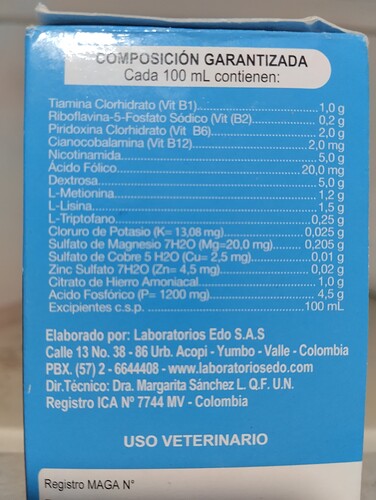 COMPOSICIÓN GARANTIZADA
Cada 100 mL contienen:
Tiamina Clorhidrato (Vit B1)..................1,0 g
Riboflavina-5-Fosfato Sódico (Vit (B2)..................0,2 g
Piridoxina Clorhidrato (Vit B6)..................2,0 g
Cianocobalamina (Vit B12)..................2,0 mg
Nicotinamida..................5,0 g
Ácido Fólico..................20,0 mg
Dextrosa..................5,0 g
L-Metionina..................1,2 g
L-Lisina..................1,5 g
L-Triptofano..................0,25 g
Cloruro de Potasio (K= 13,08 mg)..................0,025 g
Sulfato de Magnesio 7H2O (Mg=20,0 mg)..................0,205 g
Sulfato de Cobre 5 H2O (Cu= 2,5 mg)..................0,01 g
Zinc Sulfato 7H2O (Zn= 4,5 mg)..................0,02 g
Citrato de Hierro Amoniacal..................1,0 g
Acido Fosfórico (P= 1200 mg)..................4,5 g
Excipientes c.s.p. ..................100 mL
Elaborado por: Laboratorios Edo S.A.S
Calle 13 No. 38 - 86 Urb. Acopi - Yumbo - Valle - Colombia
PBX. (57) 2 - 6644408 - www.laboratoriosedo.com
Dir.Técnico: Dra. Margarita Sánchez L. Q.F. U.N.
Registro ICA Nº 7744 MV - Colombia
USO VETERINARIO
Registro MAGA N°